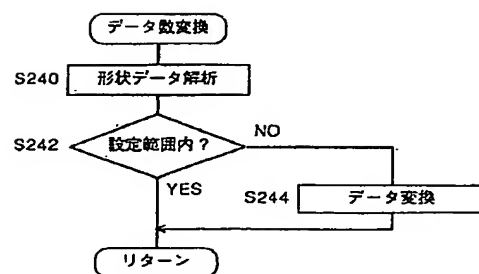 データ数変換
S240
形状データ解析
S242
設定範囲内？
NO
YES
S244
データ変換
リターン